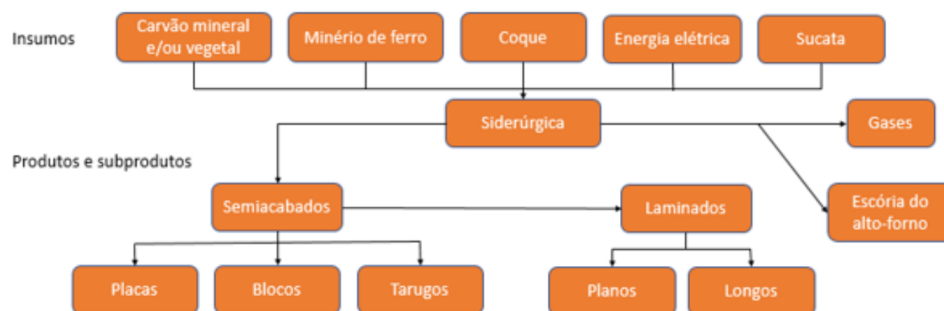 Insumos
Carvão mineral
e/ou vegetal
Minério de ferro
Coque
Energia elétrica
Sucata
Siderúrgica
Gases
Produtos e subprodutos
Semiacabados
Laminados
Escória do
alto-forno
Placas
Blocos
Tarugos
Planos
Longos